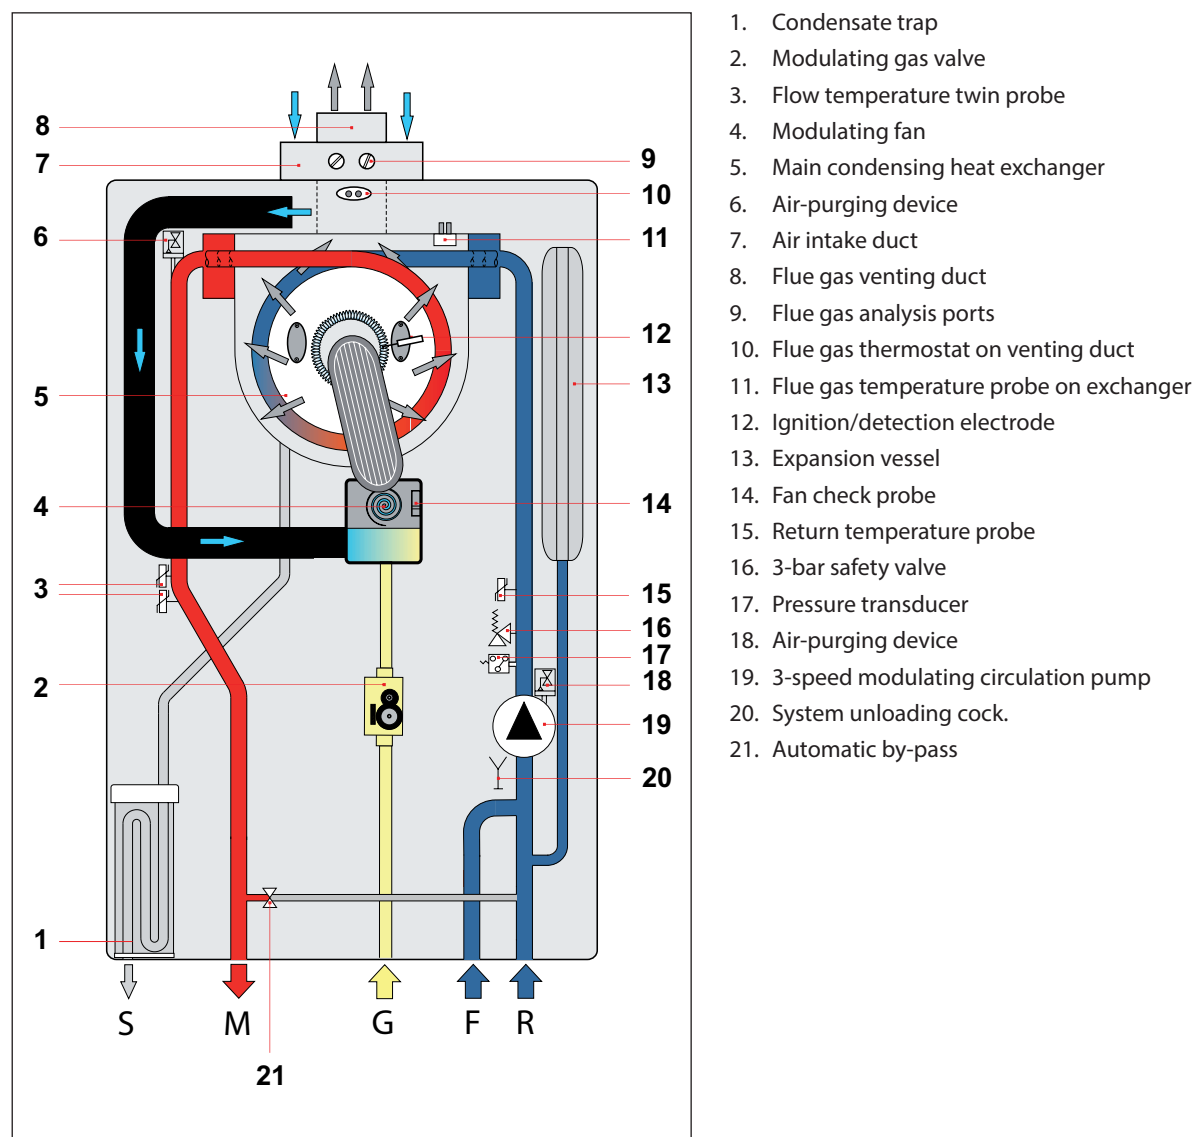 8
7
9
10
6
11
12
5
13
4
14
3
3
15
16
17
2
18
19
20
1
S
M
G
F
R
21
1. Condensate trap
2. Modulating gas valve
3. Flow temperature twin probe
4. Modulating fan
5. Main condensing heat exchanger
6. Air-purging device
7. Air intake duct
8. Flue gas venting duct
9. Flue gas analysis ports
10. Flue gas thermostat on venting duct
11. Flue gas temperature probe on exchanger
12. Ignition/detection electrode
13. Expansion vessel
14. Fan check probe
15. Return temperature probe
16. 3-bar safety valve
17. Pressure transducer
18. Air-purging device
19. 3-speed modulating circulation pump
20. System unloading cock.
21. Automatic by-pass